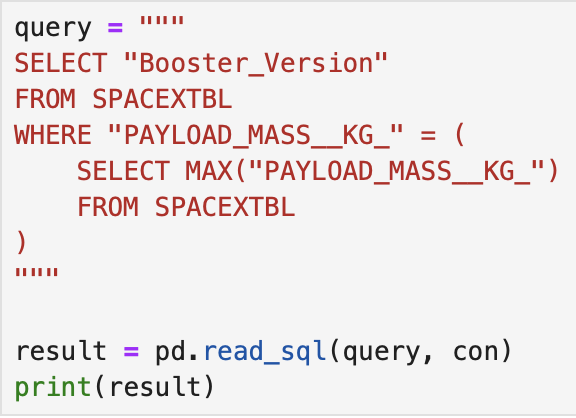 query = """
SELECT "Booster_Version"
FROM SPACEXTBL
WHERE "PAYLOAD_MASS__KG_" = (
    SELECT MAX("PAYLOAD_MASS__KG_")
    FROM SPACEXTBL
)
"""

result = pd.read_sql(query, con)
print(result)